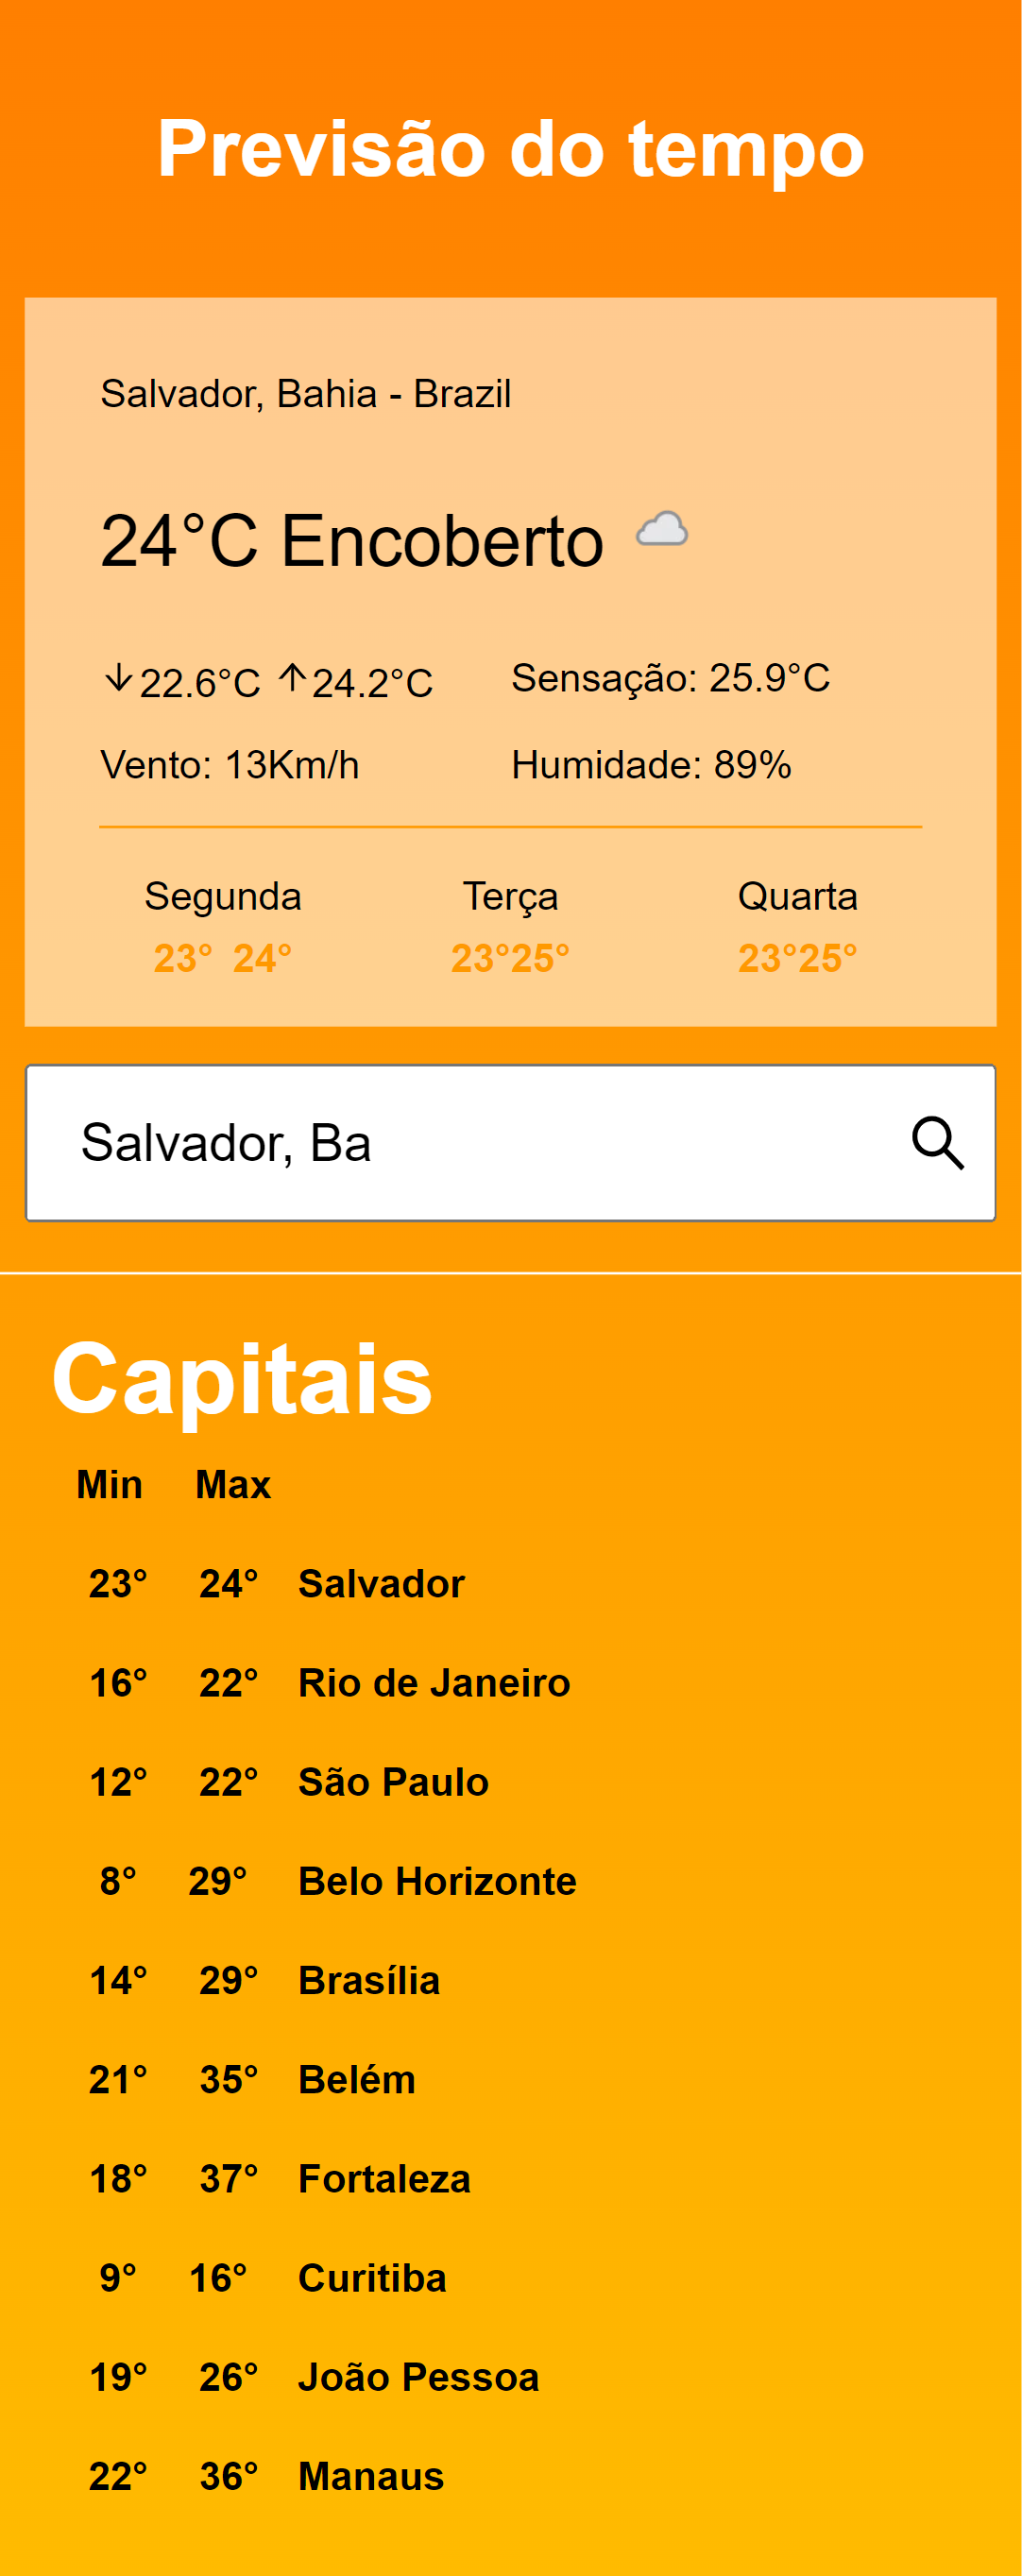 Previsão do tempo
Salvador, Bahia - Brazil
24°C Encoberto
↓22.6°C ↑24.2°C Sensação: 25.9°C
Vento: 13Km/h Humidade: 89%
Segunda Terça Quarta
23° 24° 23°25° 23°25°
Salvador, Ba
Capitais
Min Max
23° 24° Salvador
16° 22° Rio de Janeiro
12° 22° São Paulo
8° 29° Belo Horizonte
14° 29° Brasília
21° 35° Belém
18° 37° Fortaleza
9° 16° Curitiba
19° 26° João Pessoa
22° 36° Manaus